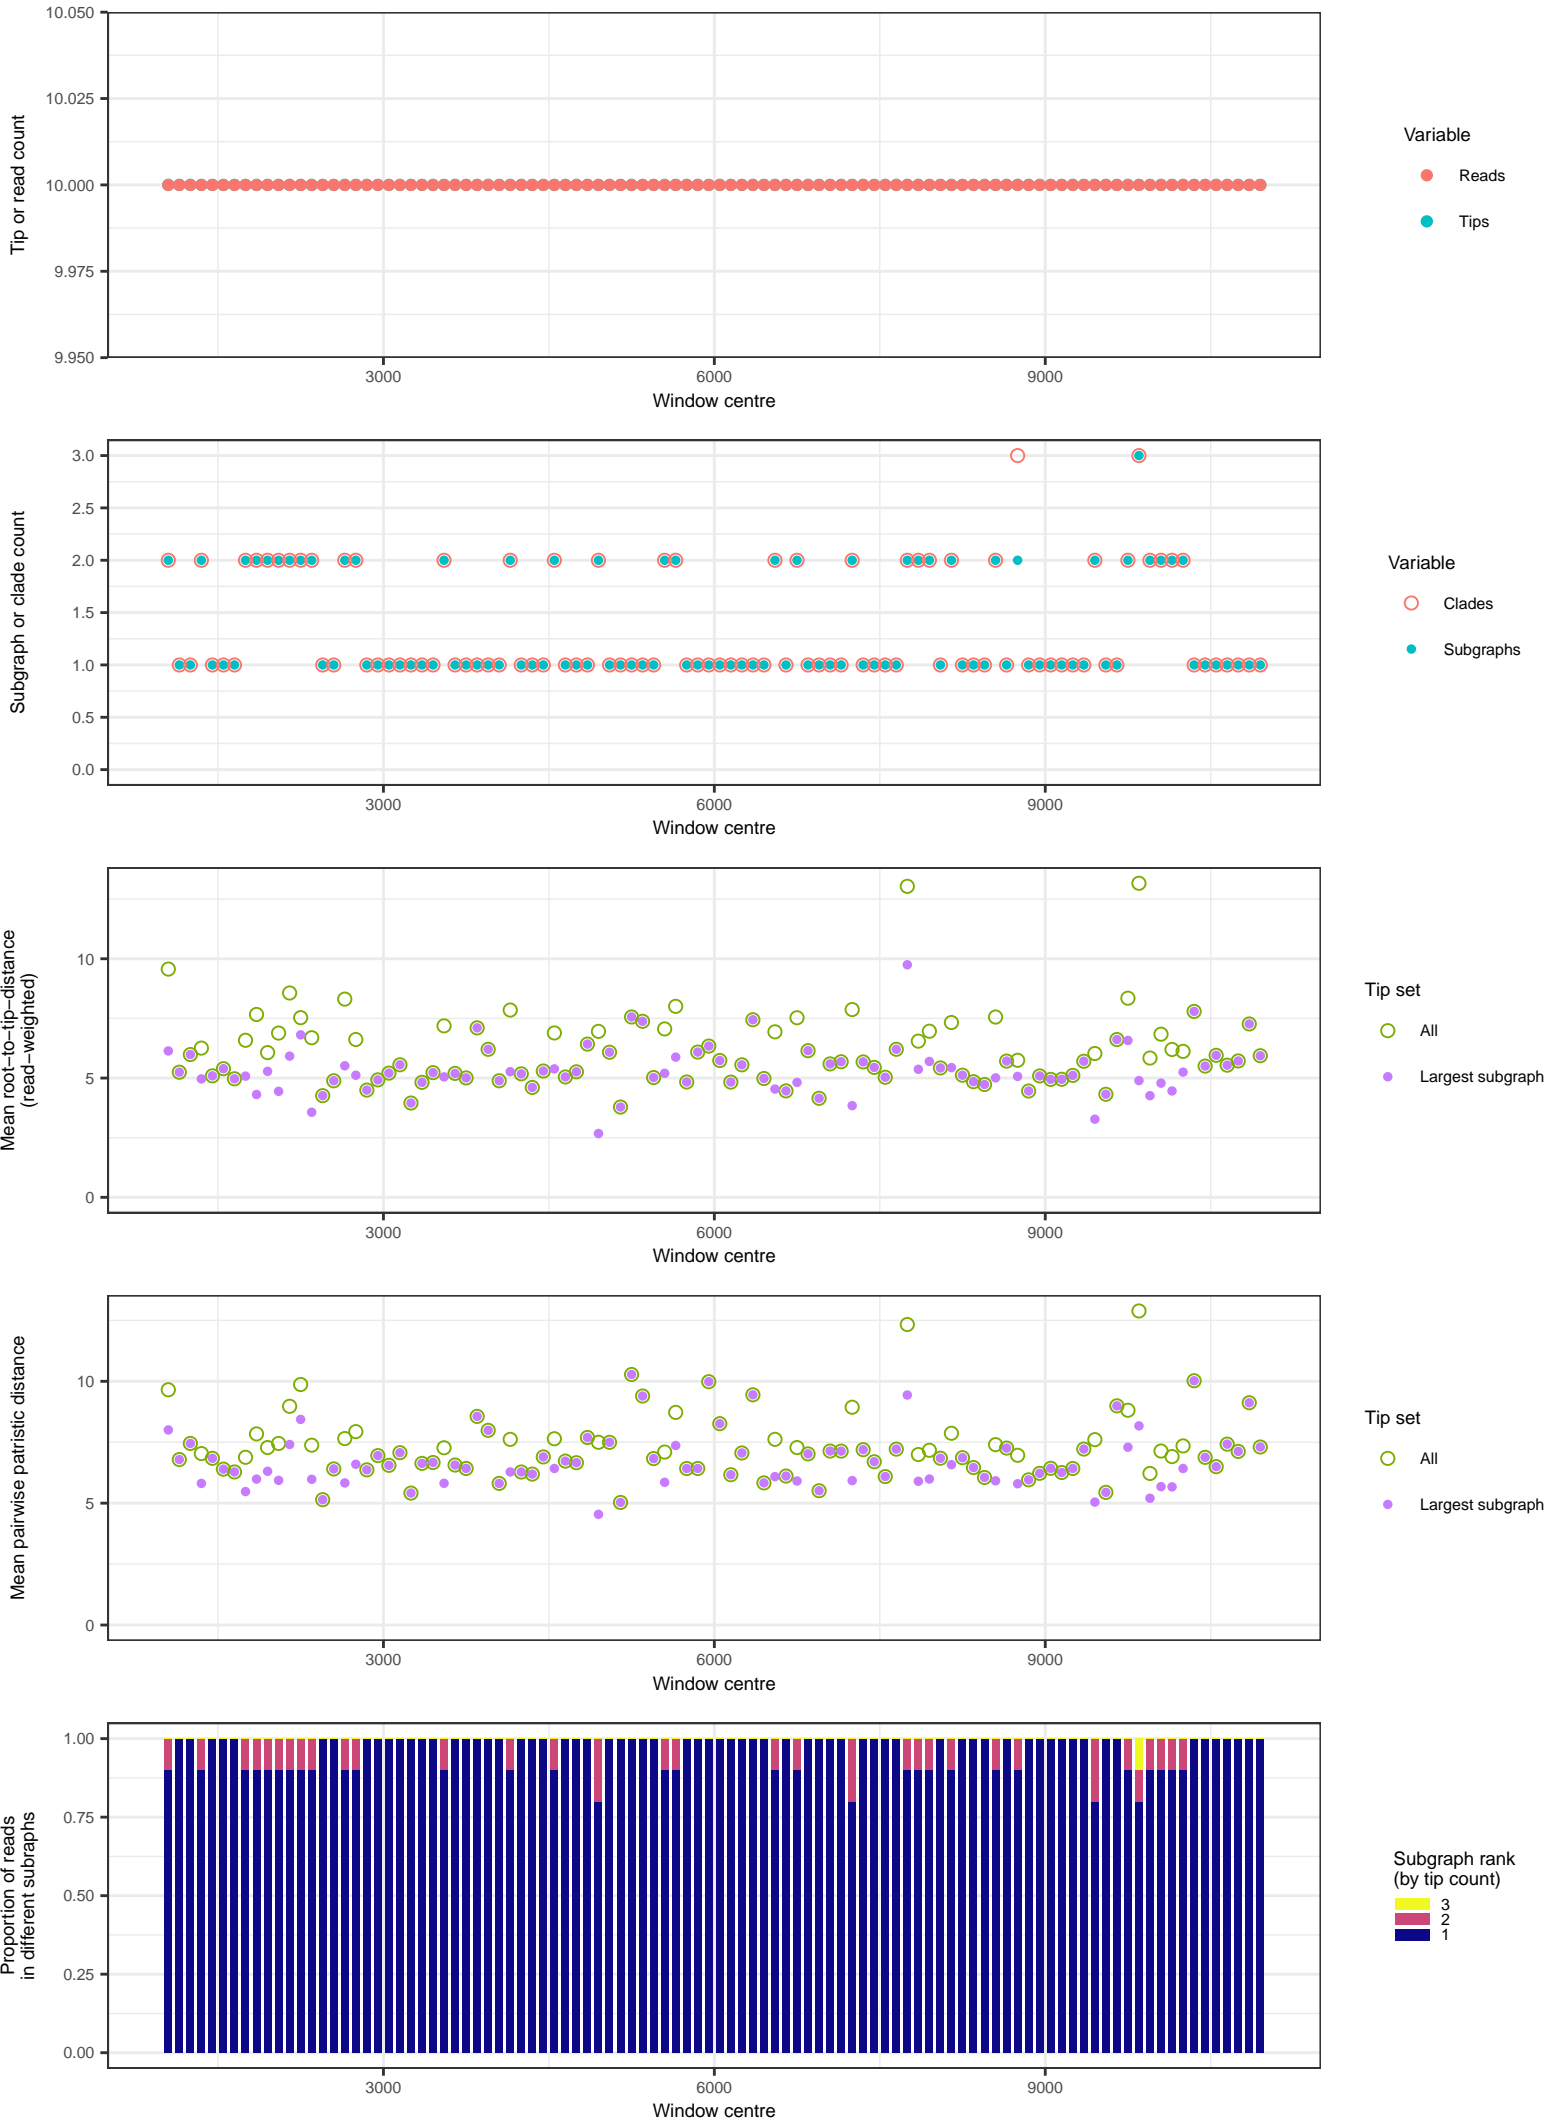 10.050
10.025
10.000
9.975
9.950
Tip or read count
3000 6000 9000
Window centre
Variable
Reads
Tips
3.0
2.5
2.0
1.5
1.0
0.5
0.0
Subgraph or clade count
3000 6000 9000
Window centre
Variable
Clades
Subgraphs
10
5
0
Mean root−to−tip−distance
(read−weighted)
3000 6000 9000
Window centre
Tip set
All
Largest subgraph
10
5
0
Mean pairwise patristic distance
3000 6000 9000
Window centre
Tip set
All
Largest subgraph
1.00
0.75
0.50
0.25
0.00
Proportion of reads
in different subraphs
3000 6000 9000
Window centre
Subgraph rank
(by tip count)
3
2
1